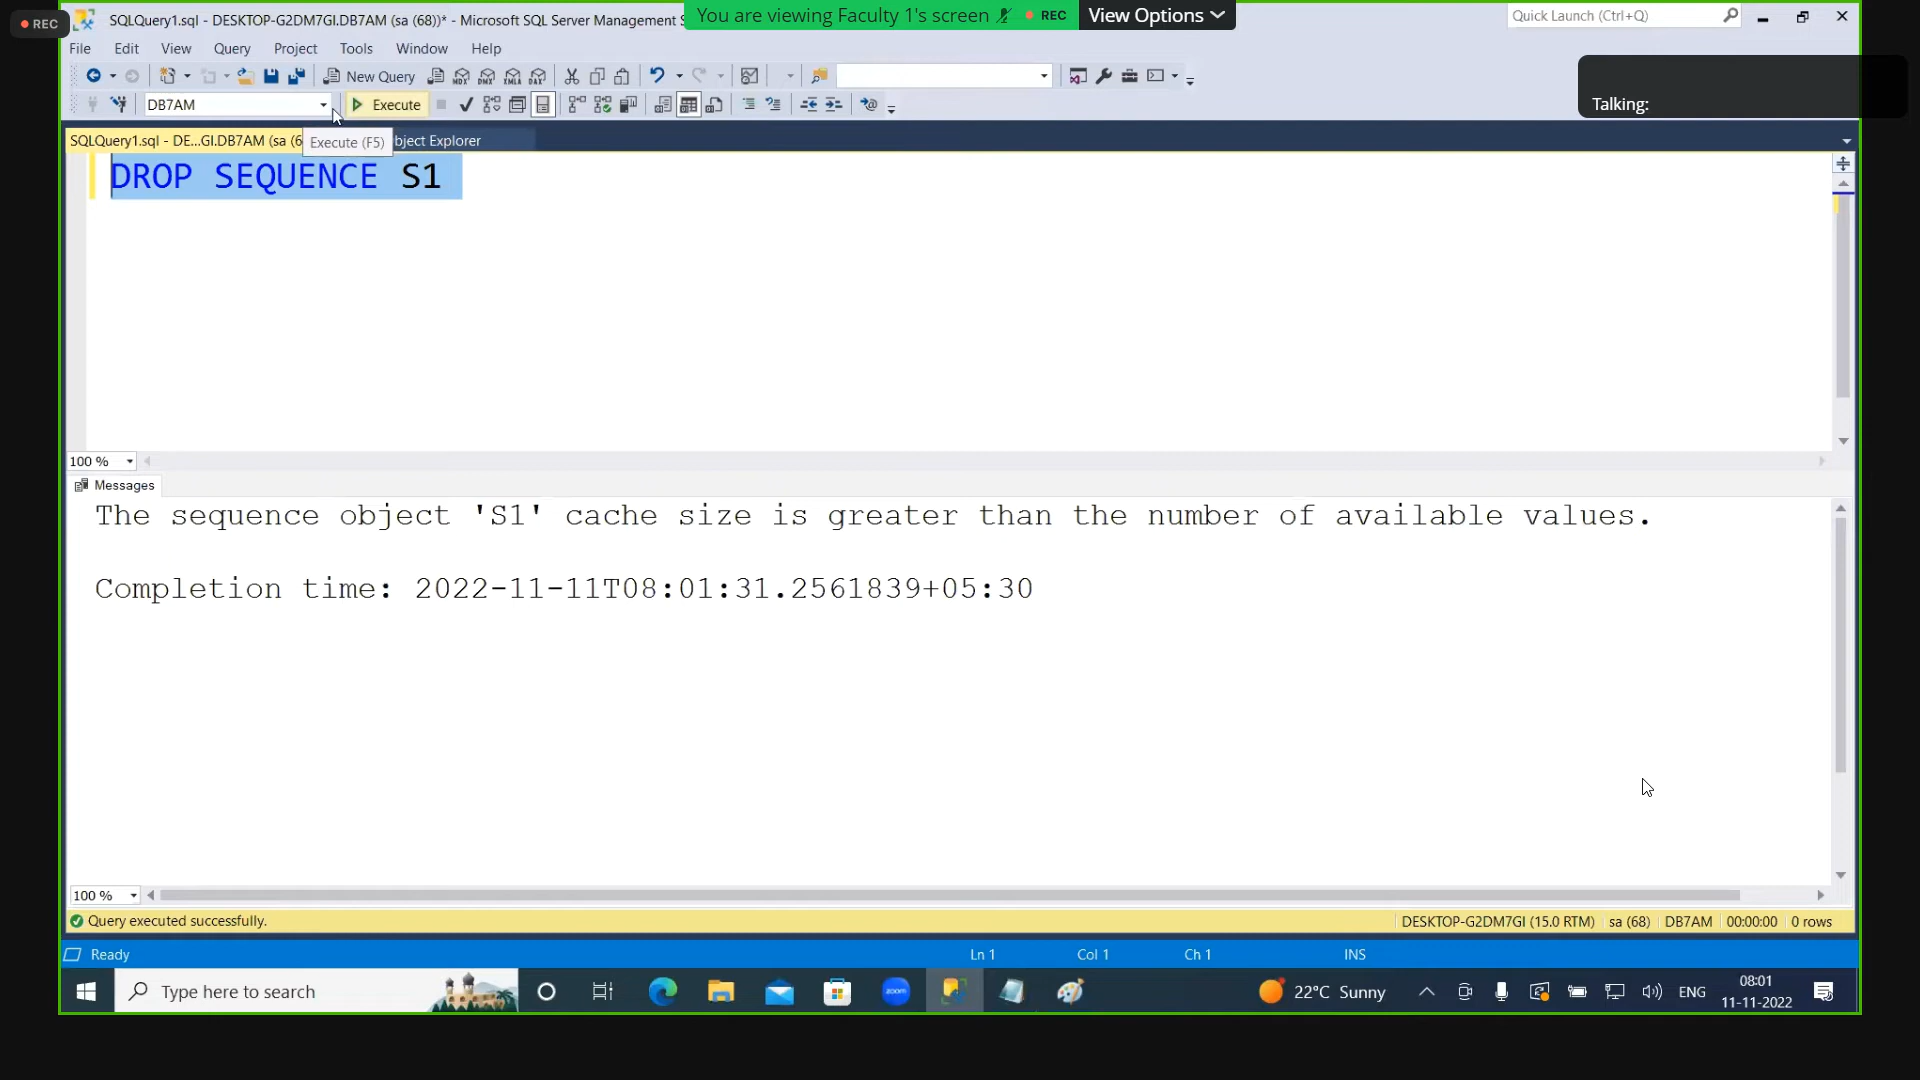 REC
SQLQuery1.sql - DESKTOP-G2DM7GI.DB7AM (sa (68))* - Microsoft SQL Server Management S
You are viewing Faculty 1's screen REC View Options
Quick Launch (Ctrl+Q)
File Edit View Query Project Tools Window Help
New Query
Talking:
DB7AM Execute
SQLQuery1.sql - DE...GI.DB7AM (sa (6 bject Explorer
Execute (F5)
DROP SEQUENCE S1
100 %
Messages
The sequence object 'S1' cache size is greater than the number of available values.
Completion time: 2022-11-11T08:01:31.2561839+05:30
100 %
Query executed successfully. DESKTOP-G2DM7GI (15.0 RTM) sa (68) DB7AM 00:00:00 0 rows
Ready Ln 1 Col 1 Ch 1 INS
Type here to search zoom 22°C Sunny ENG 08:01
11-11-2022